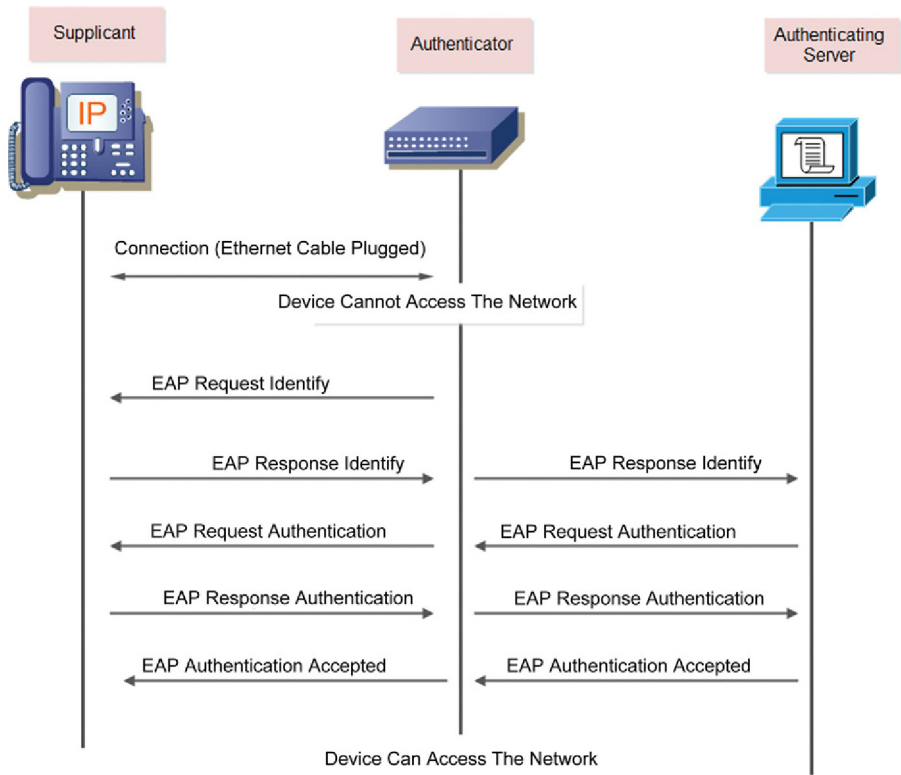 Supplicant
Authenticator
Authenticating
Server
IP
Connection (Ethernet Cable Plugged)
Device Cannot Access The Network
EAP Request Identify
EAP Response Identify
EAP Response Identify
EAP Request Authentication
EAP Request Authentication
EAP Response Authentication
EAP Response Authentication
EAP Authentication Accepted
EAP Authentication Accepted
Device Can Access The Network